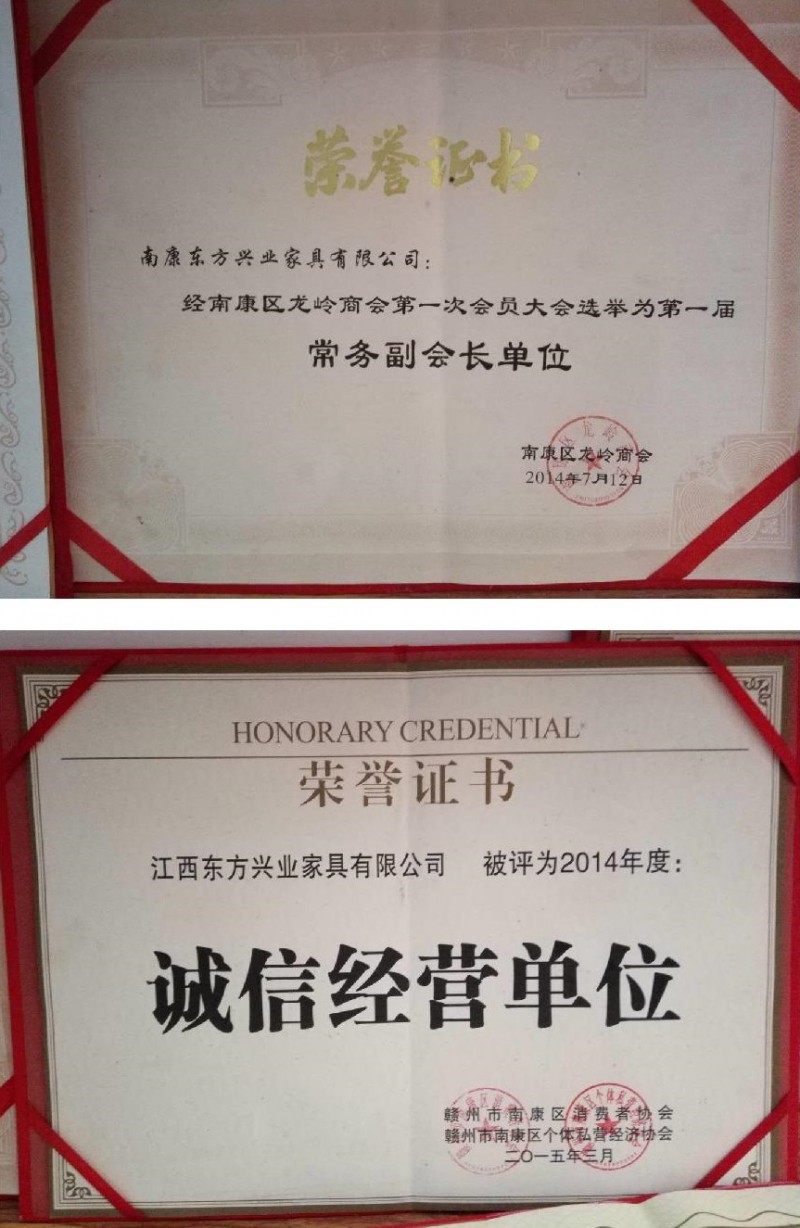 荣誉证书
南康东方兴业家具有限公司：
经南康区龙岭商会第一次会员大会选举为第一届
常务副会长单位
南康区龙岭商会
2014年7月12日
HONORARY CREDENTIAL
荣誉证书
江西东方兴业家具有限公司 被评为2014年度：
诚信经营单位
赣州市南康区消费者协会
赣州市南康区个体私营经济协会
二〇一五年三月